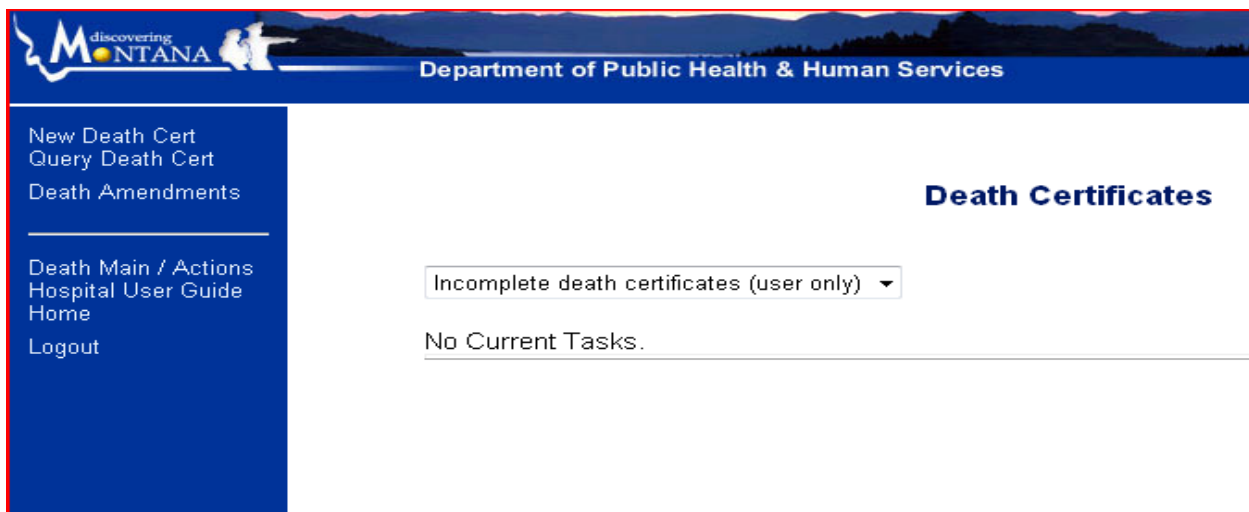 discovering
MONTANA
Department of Public Health & Human Services
New Death Cert
Query Death Cert
Death Amendments
Death Main / Actions
Hospital User Guide
Home
Logout
Death Certificates
Incomplete death certificates (user only)
No Current Tasks.